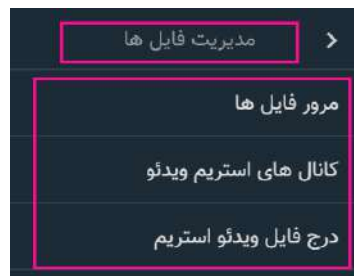 مدیریت فایل ها
مرور فایل ها
کانال های استریم ویدئو
درج فایل ویدئو استریم